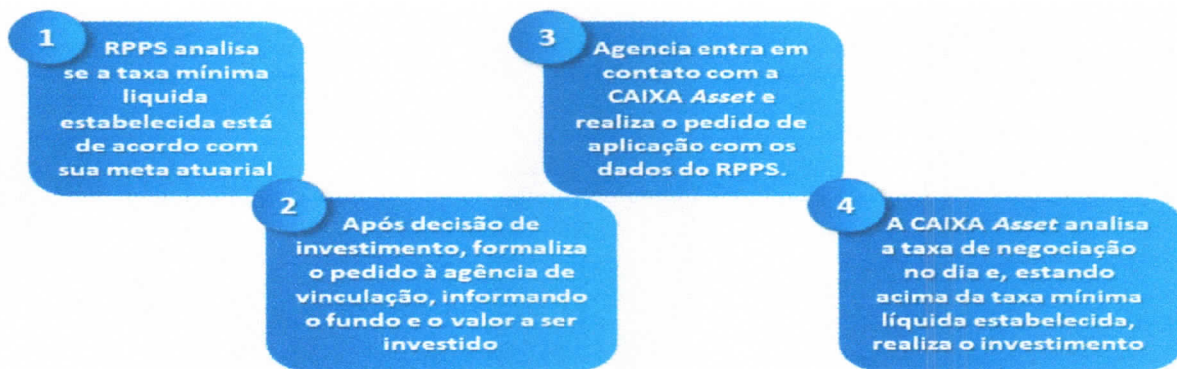 1
RPPS analisa
se a taxa mínima
liquida
estabelecida está
de acordo com
sua meta atuarial
2
Após decisão de
investimento, formaliza
o pedido à agência de
vinculação, informando
o fundo e o valor a ser
investido
3
Agencia entra em
contato com a
CAIXA Asset e
realiza o pedido de
aplicação com os
dados do RPPS.
4
A CAIXA Asset analisa
a taxa de negociação
no dia e, estando
acima da taxa mínima
líquida estabelecida,
realiza o investimento